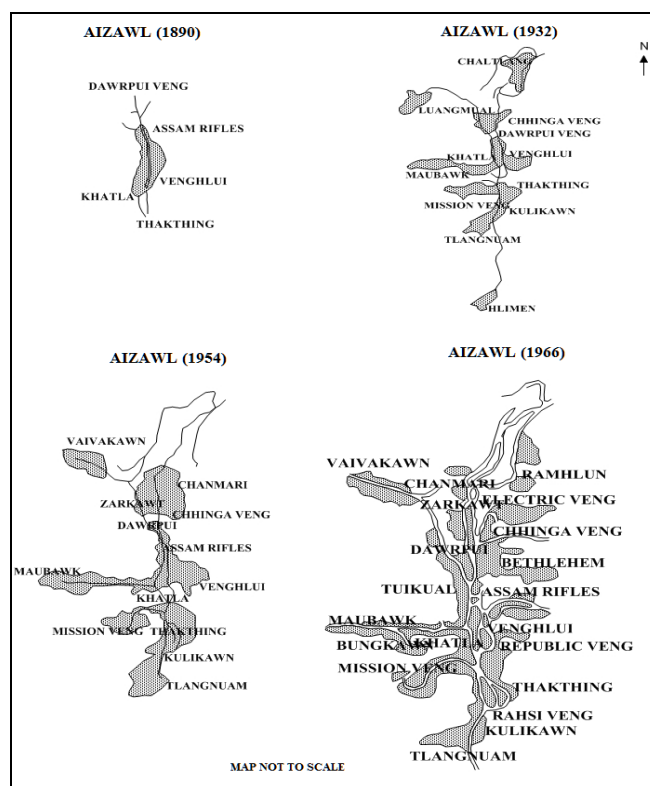 AIZAWL (1890)
DAWRPUI VENG
ASSAM RIFLES
VENGHLUI
KHATLA
THAKTHING
AIZAWL (1932)
N
CHALTLANG
LUANGMUAL
CHHINGA VENG
DAWRPUI VENG
KHATLA
VENGHLUI
MAUBAWK
THAKTHING
MISSION VENG
KULIKAWN
TLANGNUAM
HLIMEN
AIZAWL (1954)
VAIVAKAWN
CHANMARI
ZARKAWT
CHHINGA VENG
DAWRPUI
ASSAM RIFLES
MAUBAWK
VENGHLUI
KHATLA
MISSION VENG
THAKTHING
KULIKAWN
TLANGNUAM
AIZAWL (1966)
VAIVAKAWN
RAMHLUN
CHANMARI
ZARKAWT
ELECTRIC VENG
CHHINGA VENG
DAWRPUI
BETHLEHEM
TUIKUAL
ASSAM RIFLES
MAUBAWK
VENGHLUI
BUNGKAWN
KHATLA
REPUBLIC VENG
MISSION VENG
THAKTHING
RAHSI VENG
KULIKAWN
TLANGNUAM
MAP NOT TO SCALE